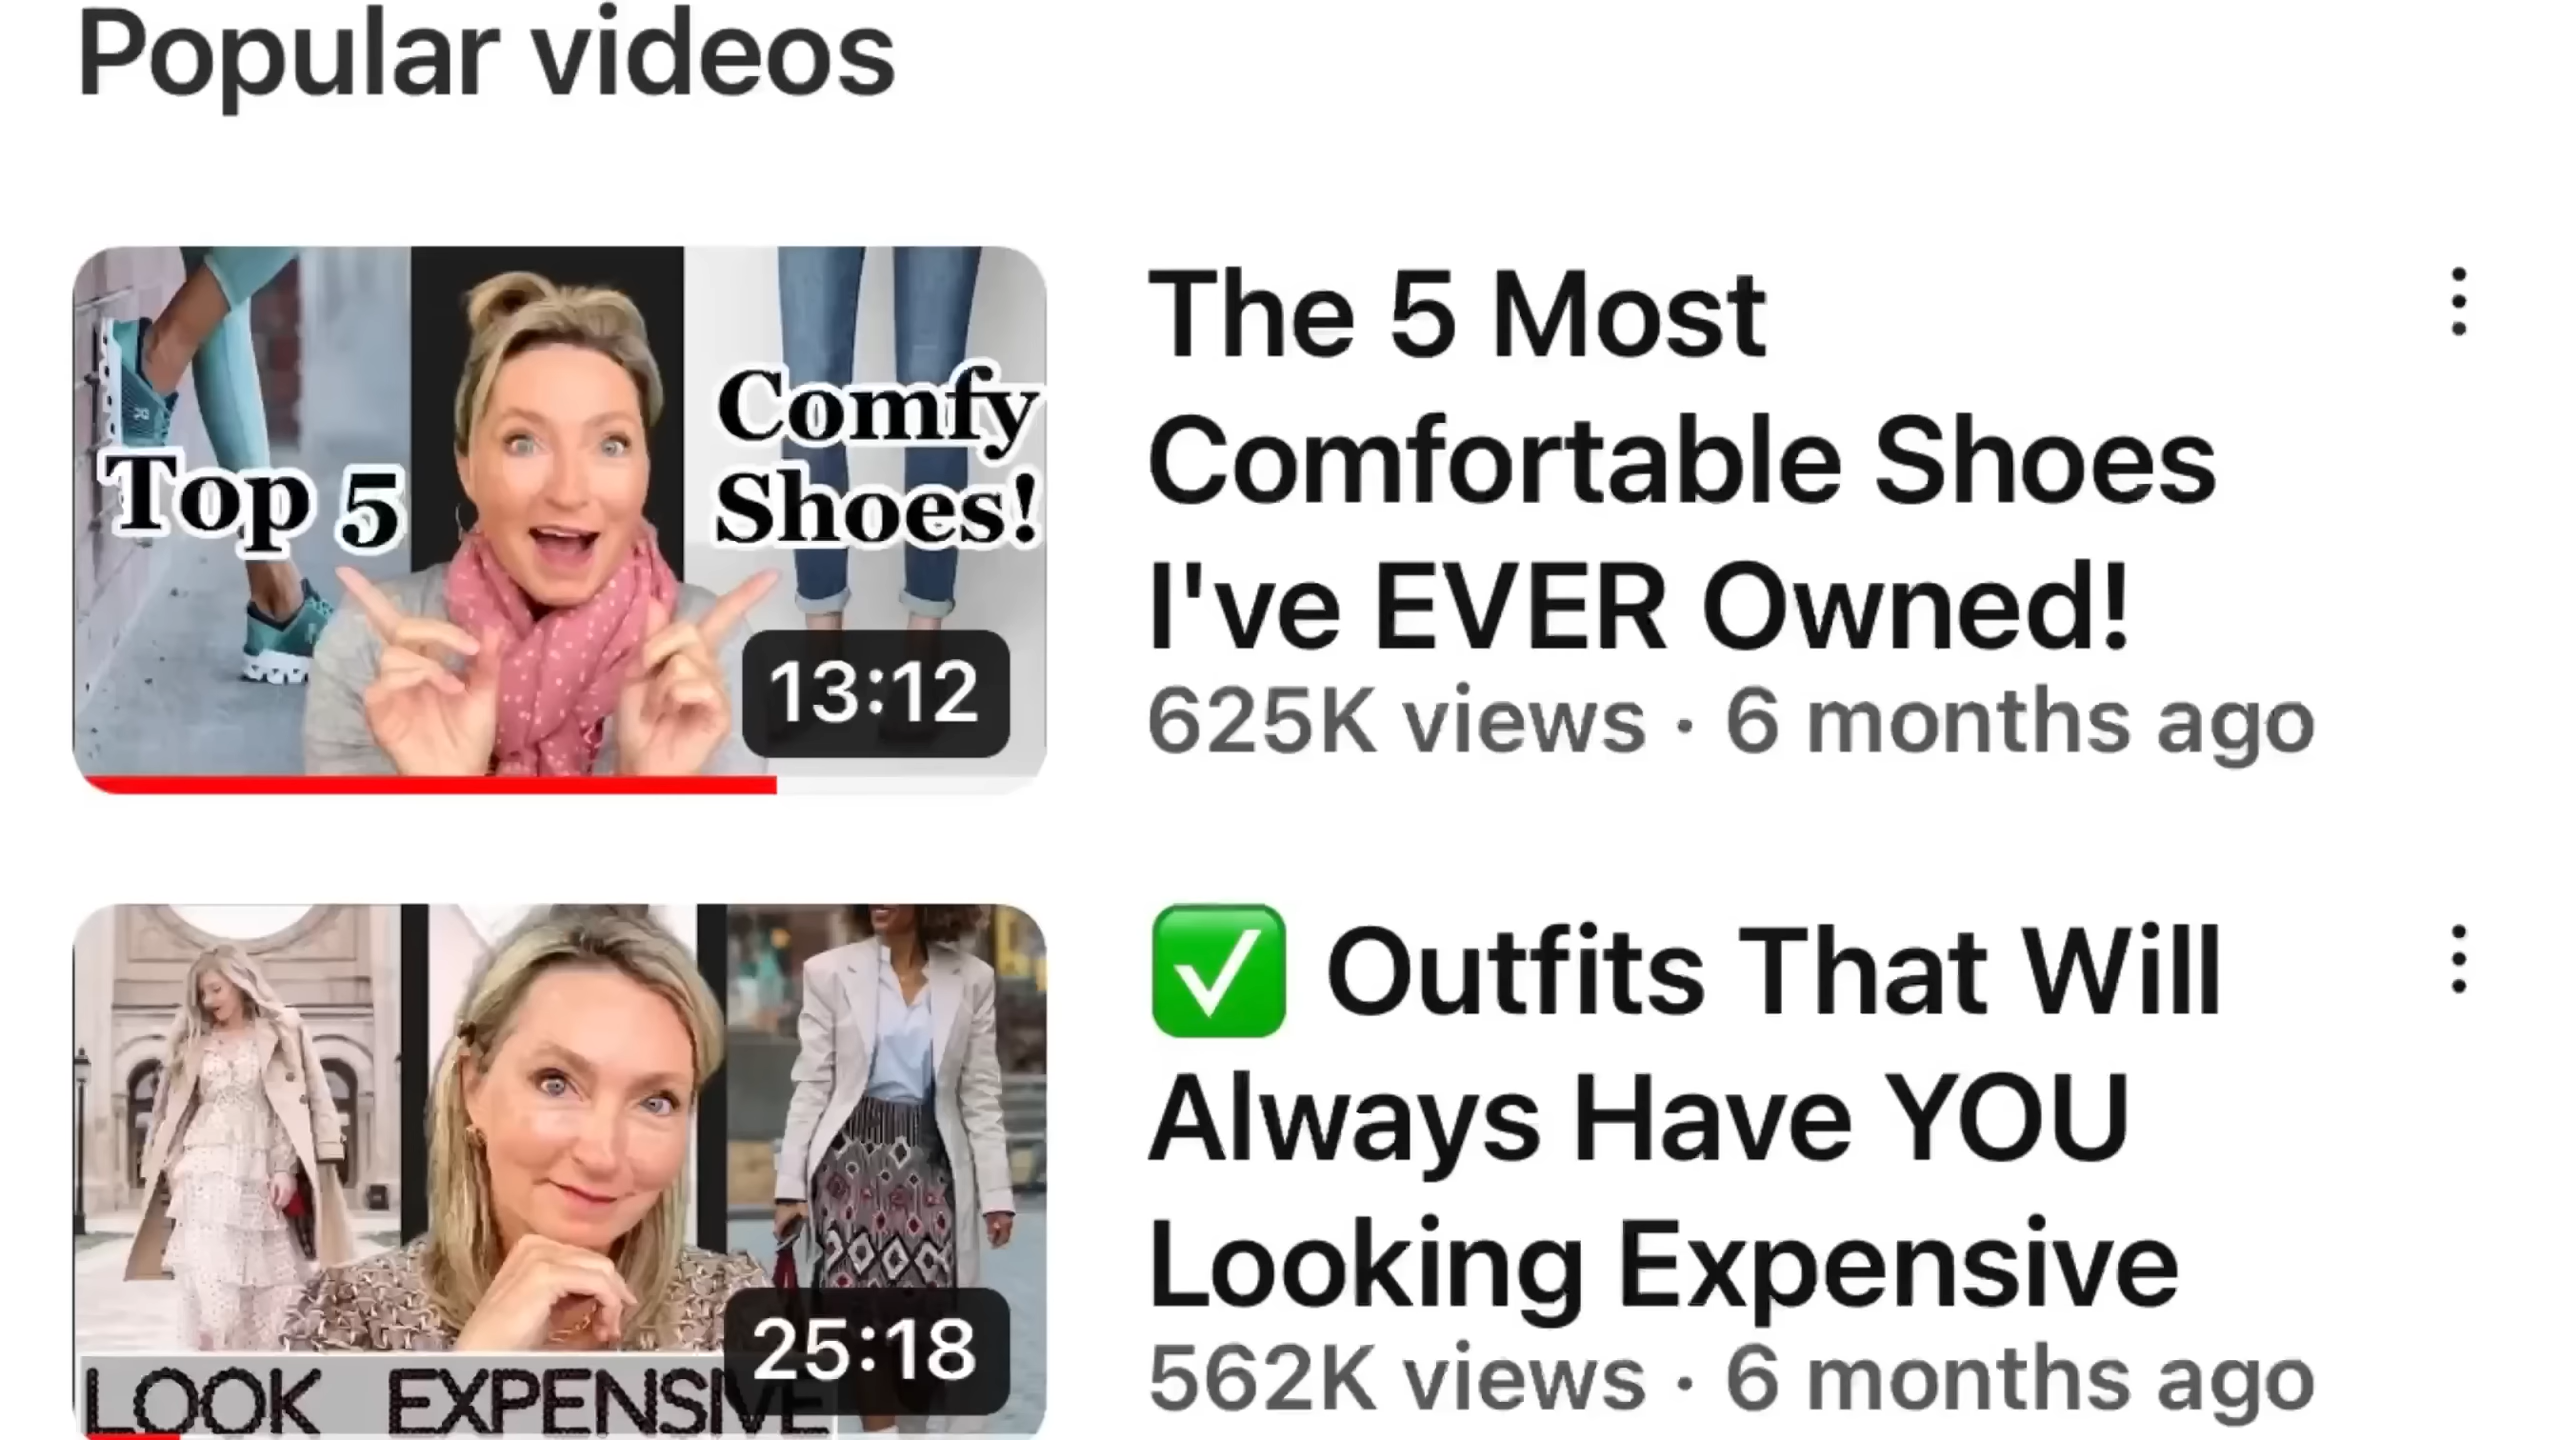 Popular videos
Top 5
Comfy
Shoes!
13:12
The 5 Most
Comfortable Shoes
I've EVER Owned!
625K views · 6 months ago
LOOK EXPENSIVE
25:18
✅ Outfits That Will
Always Have YOU
Looking Expensive
562K views · 6 months ago